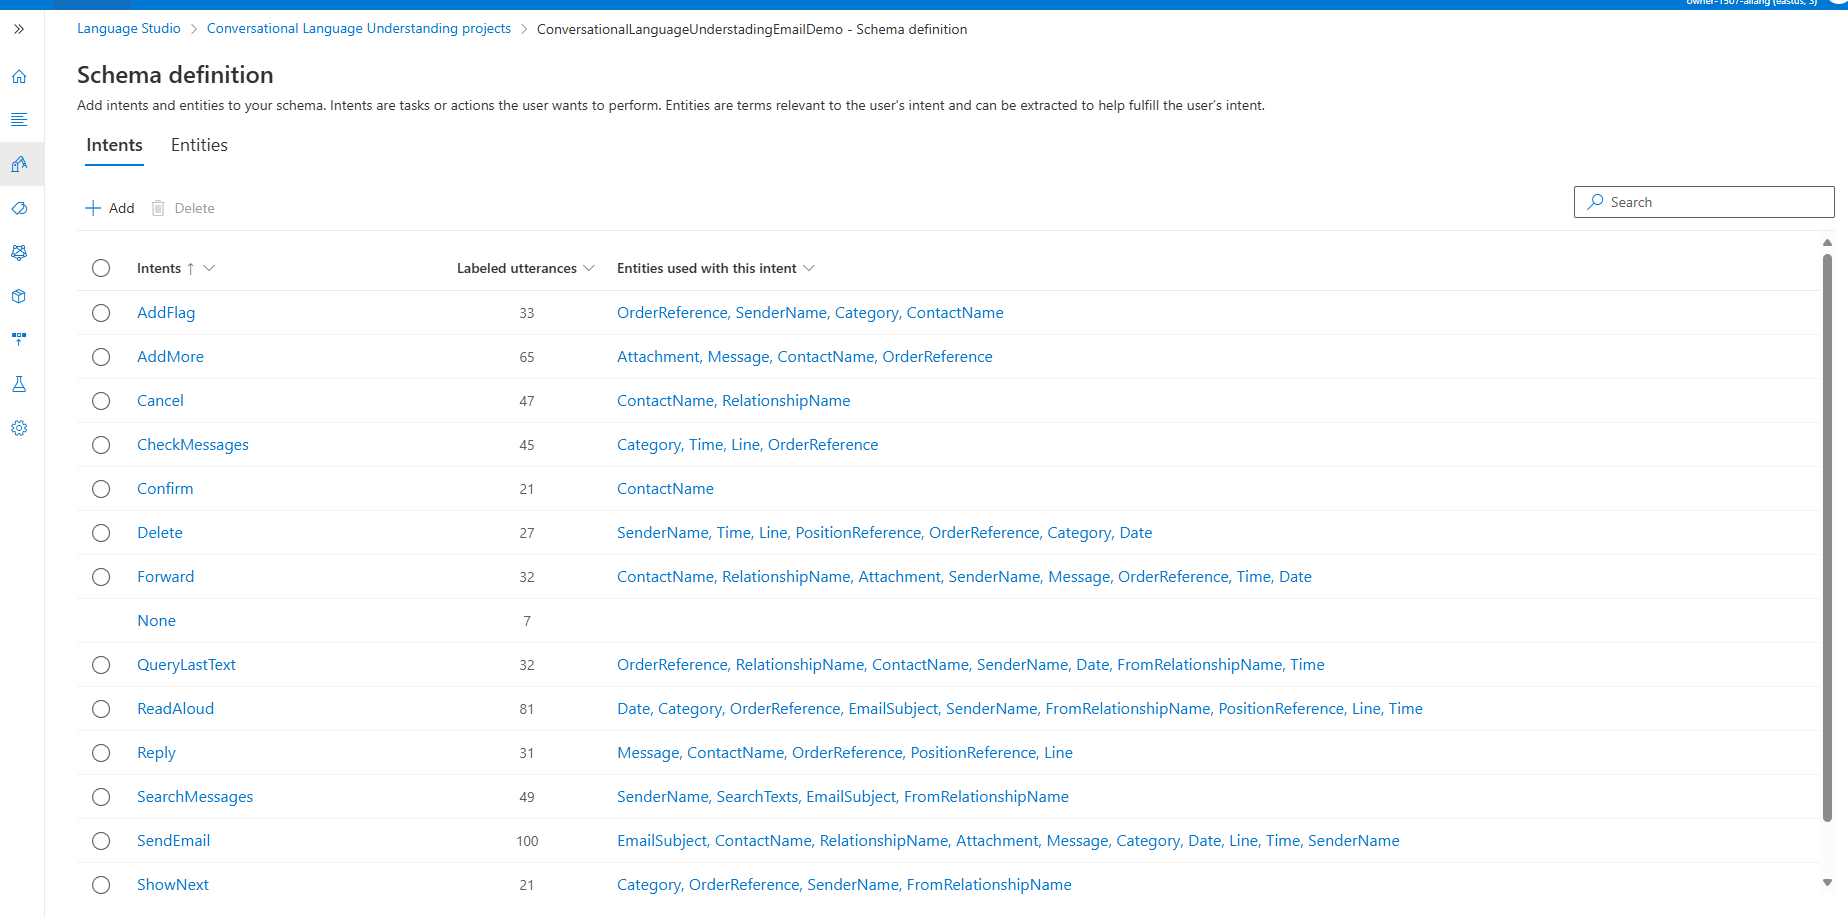 owner-1507-ailang (eastus, S)
Language Studio > Conversational Language Understanding projects > ConversationalLanguageUnderstadingEmailDemo - Schema definition
Schema definition
Add intents and entities to your schema. Intents are tasks or actions the user wants to perform. Entities are terms relevant to the user's intent and can be extracted to help fulfill the user's intent.
Intents Entities
Add Delete Search
Intents ↑ Labeled utterances Entities used with this intent
AddFlag 33 OrderReference, SenderName, Category, ContactName
AddMore 65 Attachment, Message, ContactName, OrderReference
Cancel 47 ContactName, RelationshipName
CheckMessages 45 Category, Time, Line, OrderReference
Confirm 21 ContactName
Delete 27 SenderName, Time, Line, PositionReference, OrderReference, Category, Date
Forward 32 ContactName, RelationshipName, Attachment, SenderName, Message, OrderReference, Time, Date
None 7
QueryLastText 32 OrderReference, RelationshipName, ContactName, SenderName, Date, FromRelationshipName, Time
ReadAloud 81 Date, Category, OrderReference, EmailSubject, SenderName, FromRelationshipName, PositionReference, Line, Time
Reply 31 Message, ContactName, OrderReference, PositionReference, Line
SearchMessages 49 SenderName, SearchTexts, EmailSubject, FromRelationshipName
SendEmail 100 EmailSubject, ContactName, RelationshipName, Attachment, Message, Category, Date, Line, Time, SenderName
ShowNext 21 Category, OrderReference, SenderName, FromRelationshipName